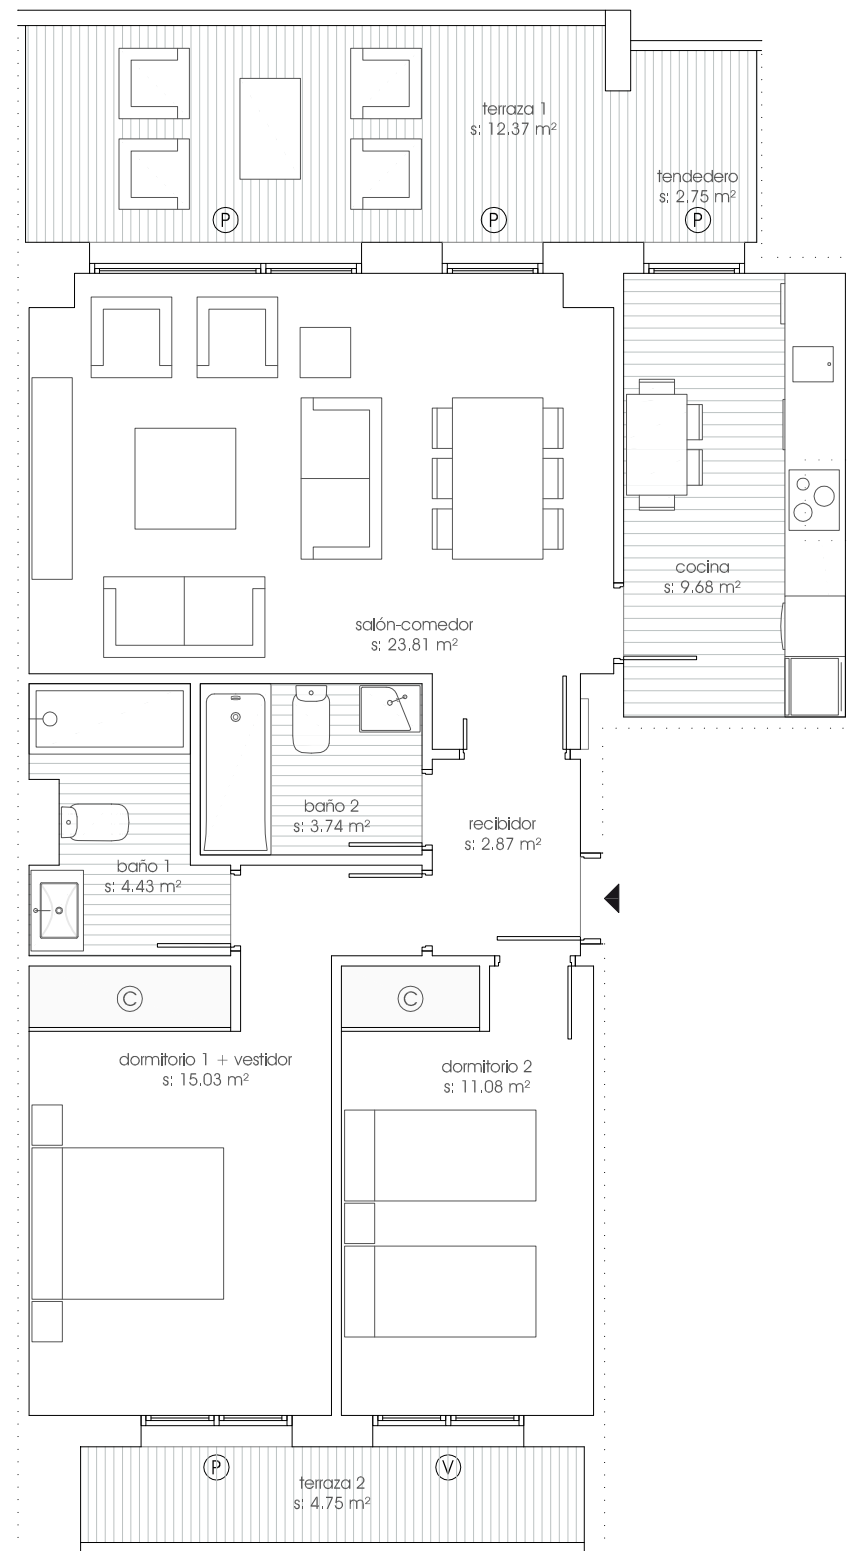 terraza 1
s: 12.37 m²
tendedero
s: 2.75 m²
P
P
P
cocina
s: 9.68 m²
salón-comedor
s: 23.81 m²
baño 2
s: 3.74 m²
recibidor
s: 2.87 m²
baño 1
s: 4.43 m²
C
C
dormitorio 1 + vestidor
s: 15.03 m²
dormitorio 2
s: 11.08 m²
P
V
terraza 2
s: 4.75 m²